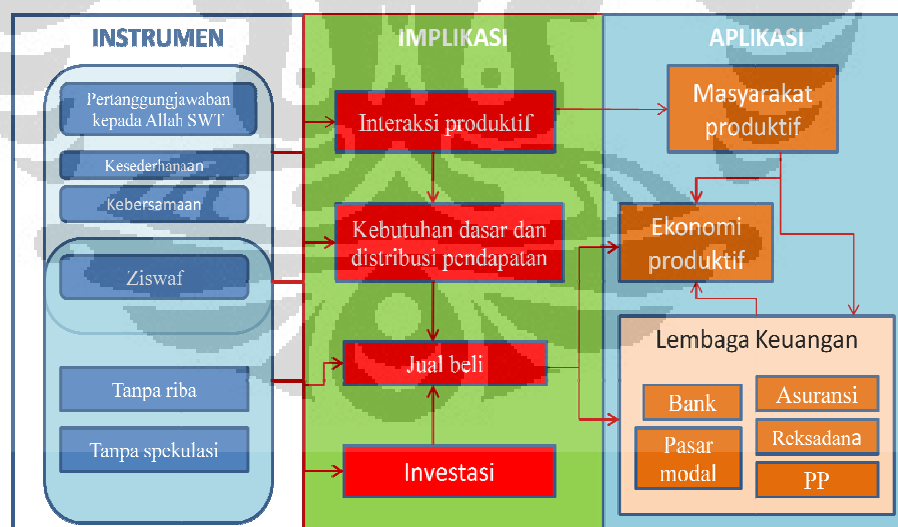 INSTRUMEN
Pertanggungjawaban
kepada Allah SWT
Kesederhanaan
Kebersamaan
Ziswaf
Tanpa riba
Tanpa spekulasi
IMPLIKASI
Interaksi produktif
Kebutuhan dasar dan
distribusi pendapatan
Jual beli
Investasi
APLIKASI
Masyarakat
produktif
Ekonomi
produktif
Lembaga Keuangan
Bank
Asuransi
Pasar
modal
Reksadana
PP